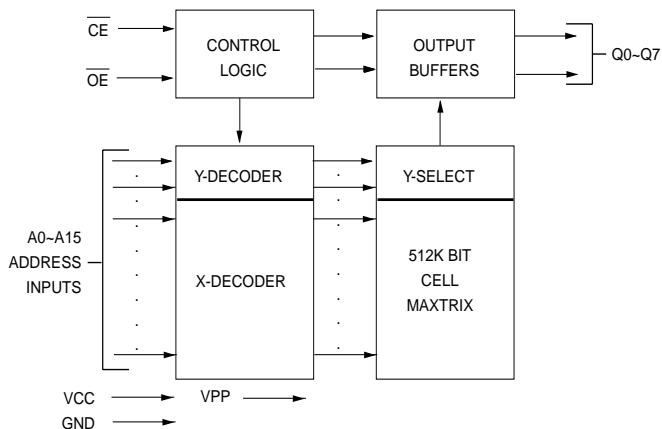 CE
OE
CONTROL
LOGIC
OUTPUT
BUFFERS
Q0~Q7
A0~A15
ADDRESS
INPUTS
Y-DECODER
X-DECODER
Y-SELECT
512K BIT
CELL
MAXTRIX
VCC
GND
VPP